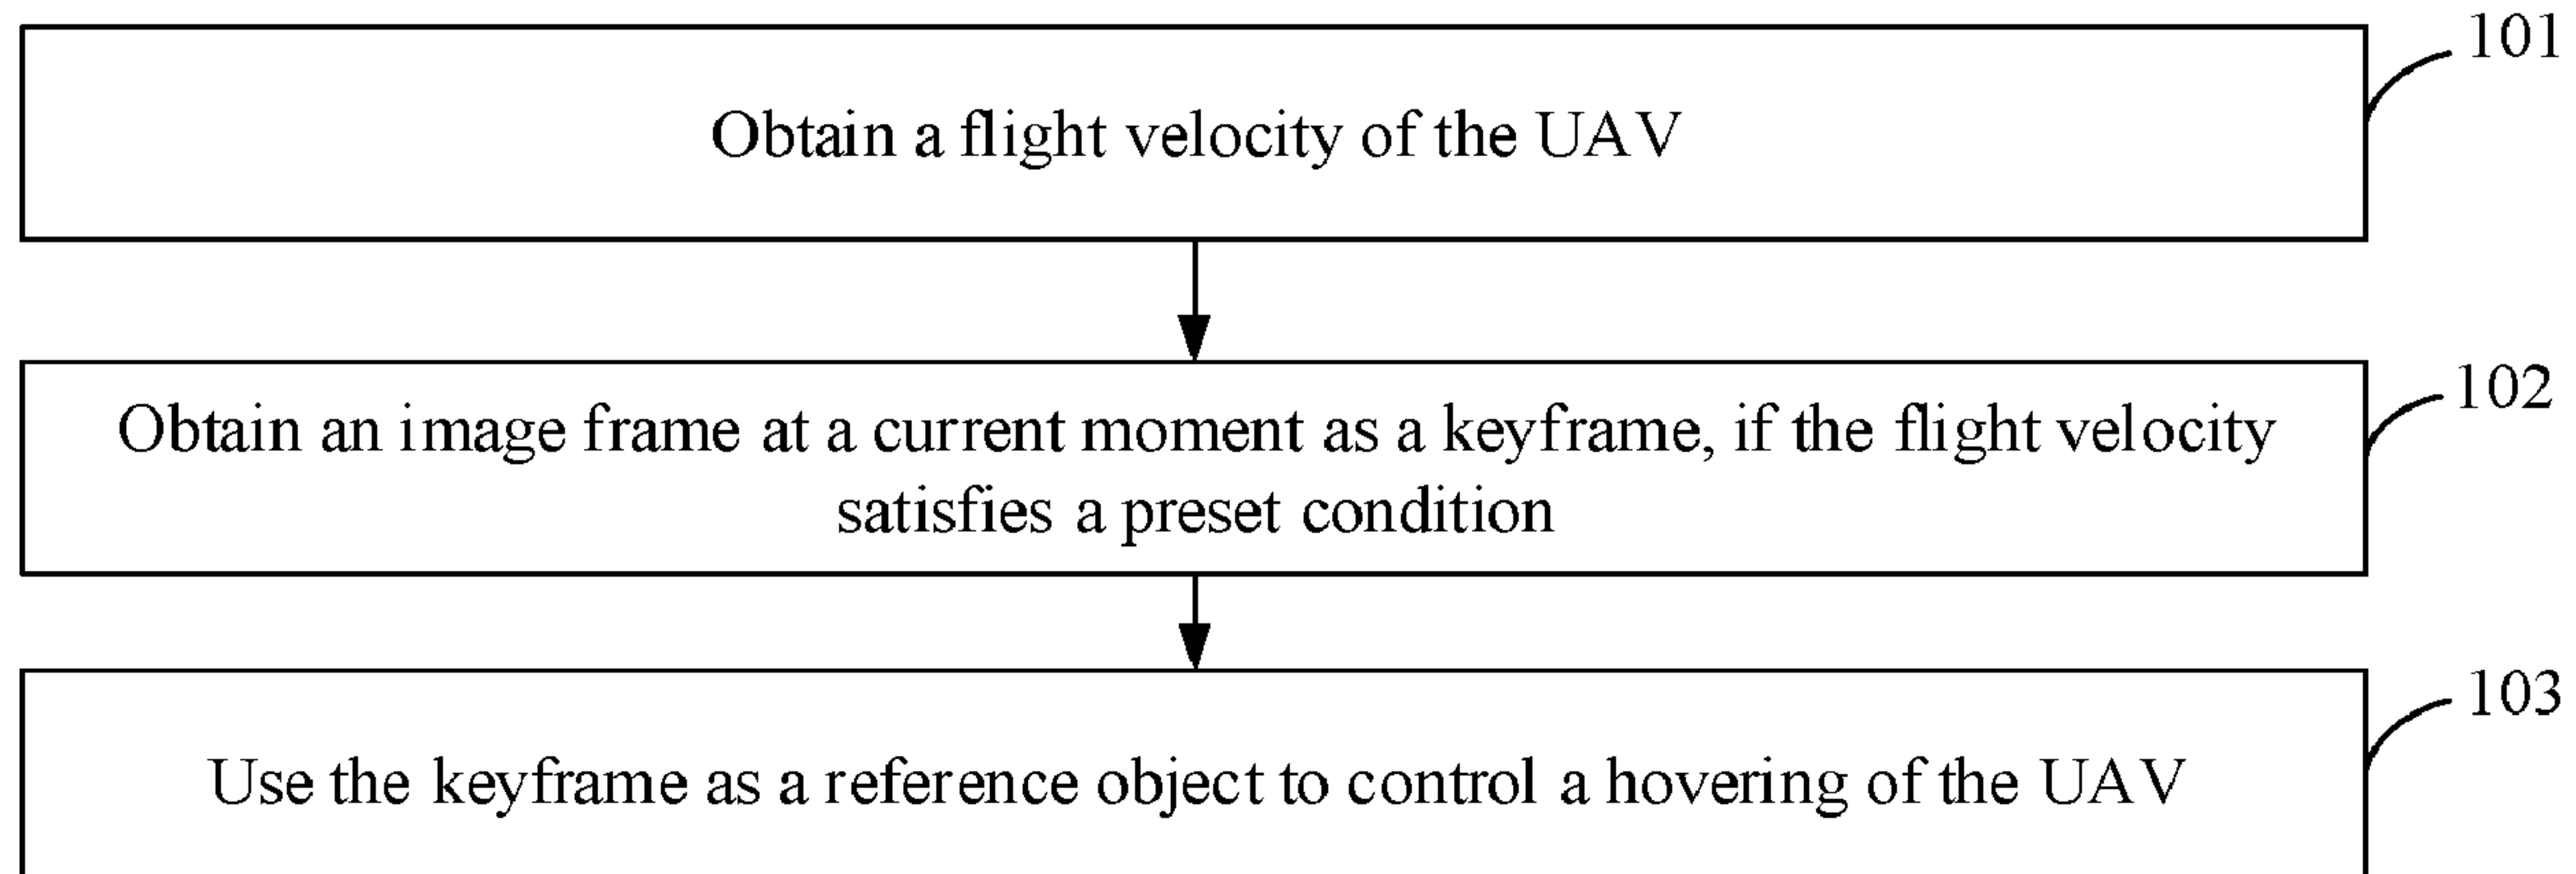 101
Obtain a flight velocity of the UAV
102
Obtain an image frame at a current moment as a keyframe, if the flight velocity
satisfies a preset condition
103
Use the keyframe as a reference object to control a hovering of the UAV